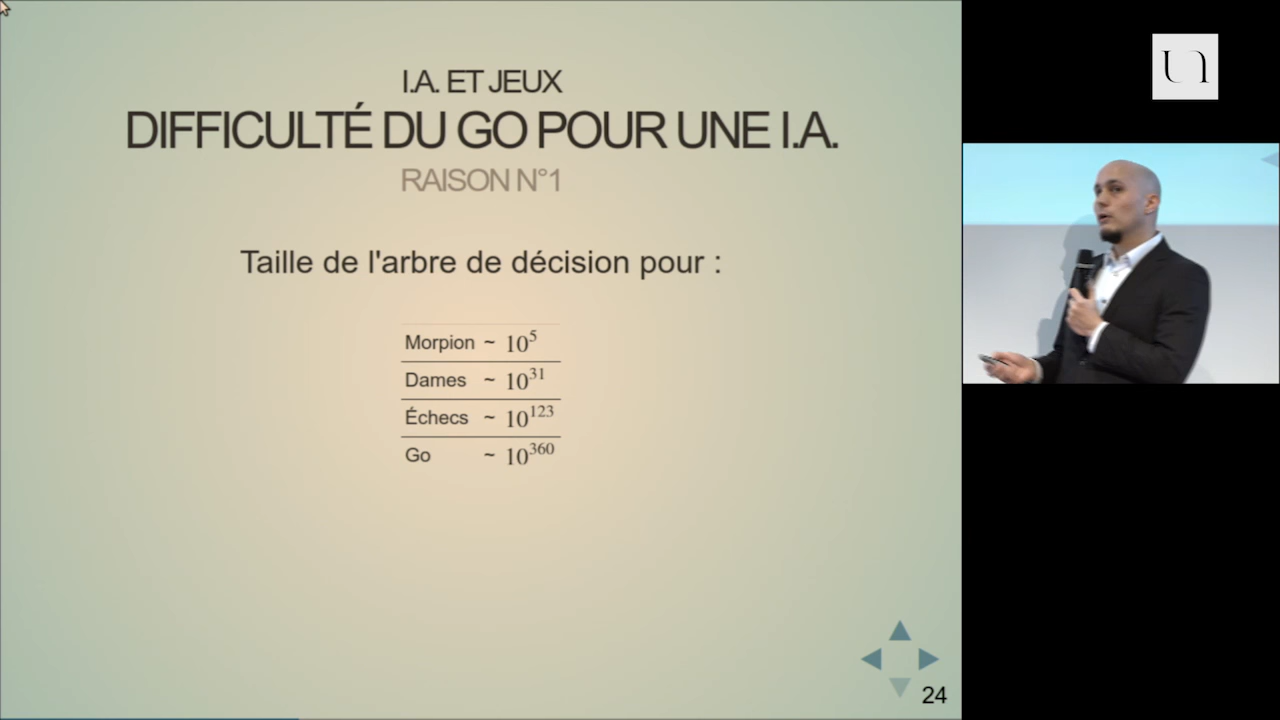 I.A. ET JEUX
DIFFICULTÉ DU GO POUR UNE I.A.
RAISON N°1
Taille de l'arbre de décision pour :
Morpion ~ 10^5
Dames ~ 10^31
Échecs ~ 10^123
Go ~ 10^360
24